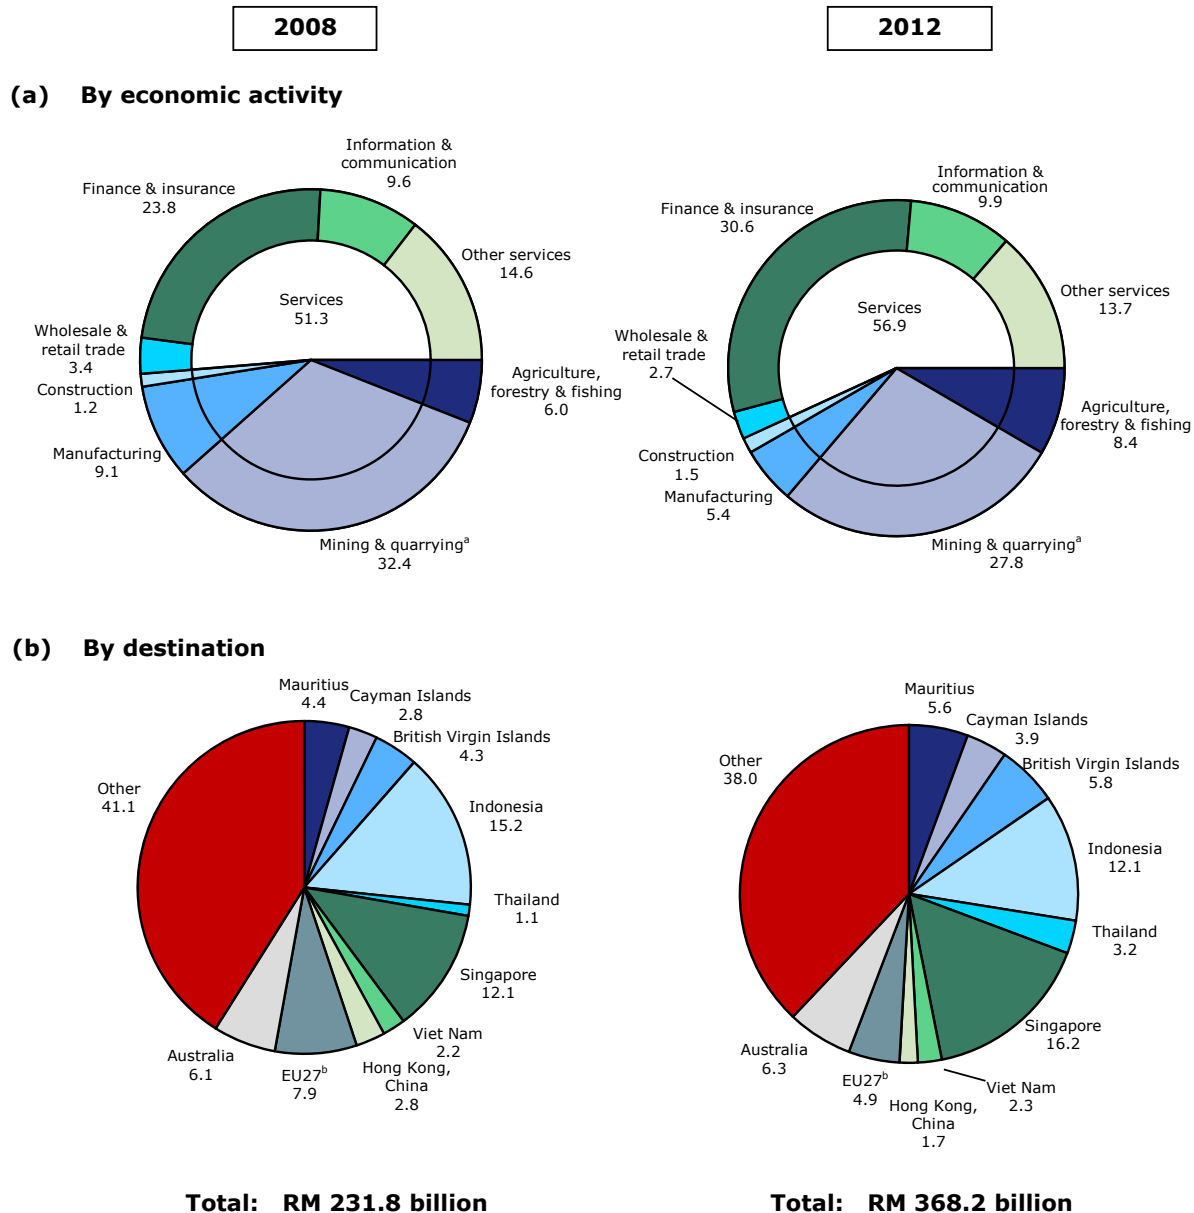 2008
2012
(a) By economic activity
Information &
communication
9.6
Finance & insurance
23.8
Other services
14.6
Services
51.3
Wholesale &
retail trade
3.4
Construction
1.2
Manufacturing
9.1
Agriculture,
forestry & fishing
6.0
Mining & quarryingᵃ
32.4
Information &
communication
9.9
Finance & insurance
30.6
Other services
13.7
Services
56.9
Wholesale &
retail trade
2.7
Construction
1.5
Manufacturing
5.4
Agriculture,
forestry & fishing
8.4
Mining & quarryingᵃ
27.8
(b) By destination
Mauritius
4.4
Cayman Islands
2.8
British Virgin Islands
4.3
Other
41.1
Indonesia
15.2
Thailand
1.1
Singapore
12.1
Viet Nam
2.2
Hong Kong,
China
2.8
EU27ᵇ
7.9
Australia
6.1
Mauritius
5.6
Cayman Islands
3.9
British Virgin Islands
5.8
Other
38.0
Indonesia
12.1
Thailand
3.2
Singapore
16.2
Viet Nam
2.3
Hong Kong,
China
1.7
EU27ᵇ
4.9
Australia
6.3
Total: RM 231.8 billion
Total: RM 368.2 billion